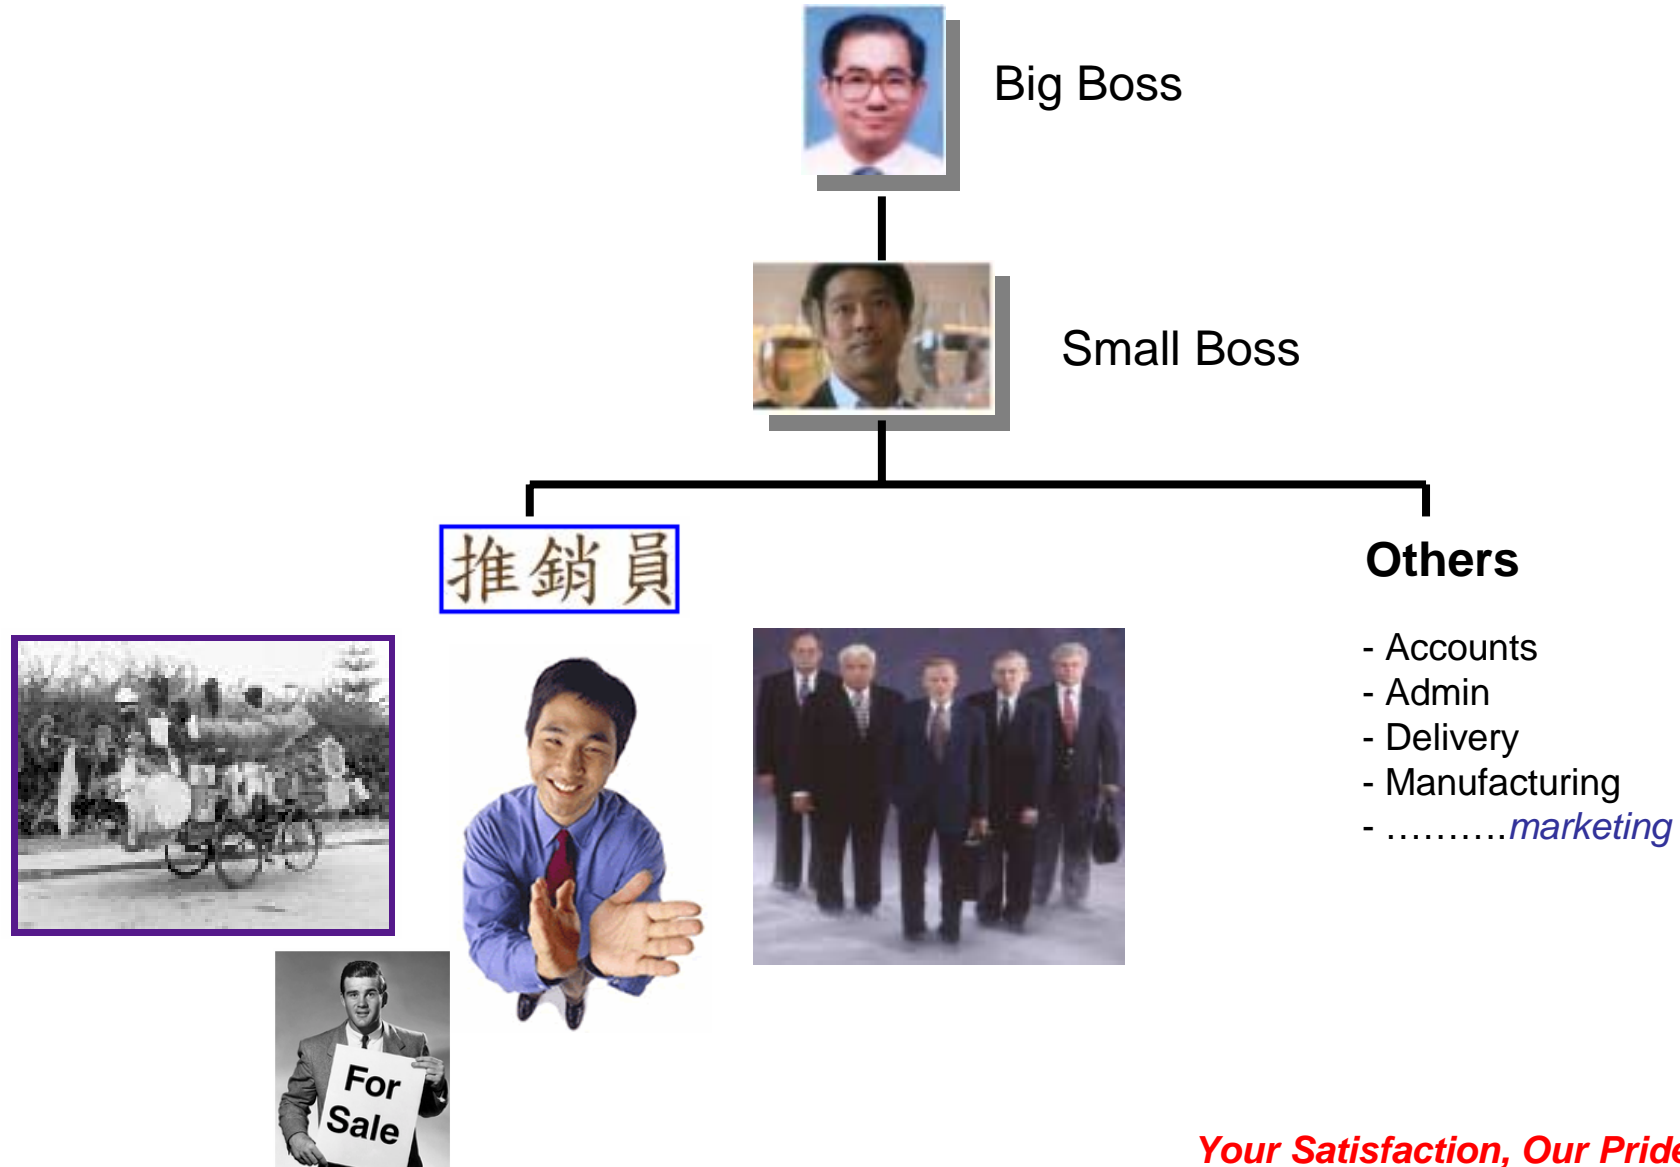 Big Boss
Small Boss
推銷員
Others
- Accounts
- Admin
- Delivery
- Manufacturing
- ……….marketing
For
Sale
Your Satisfaction, Our Pride